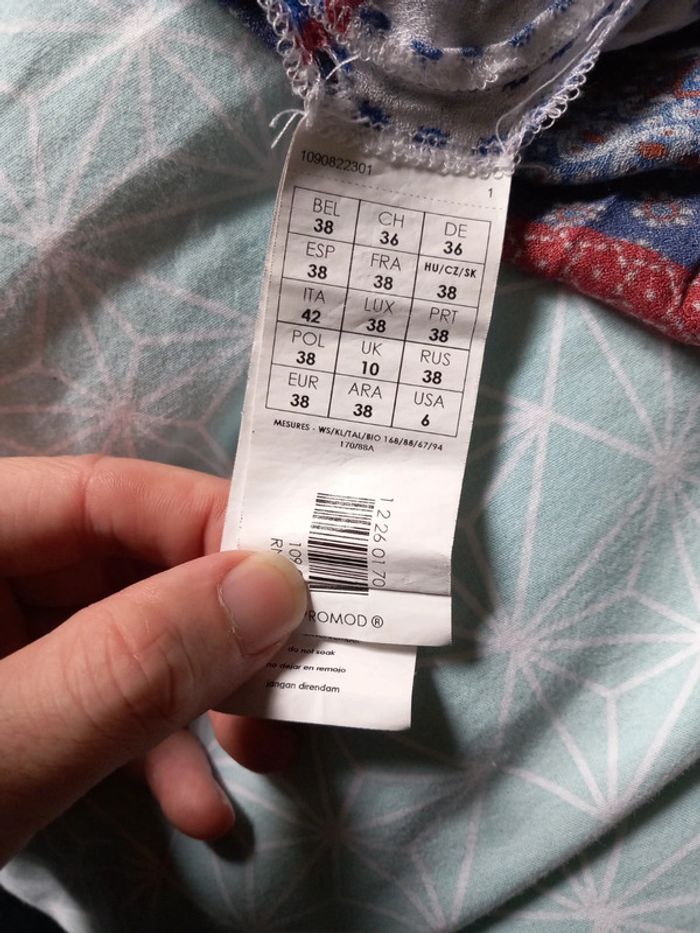 1090822301
1
BEL CH DE
38 36 36
ESP FRA HU/CZ/SK
38 38 38
ITA LUX PRT
42 38 38
POL UK RUS
38 10 38
EUR ARA USA
38 38 6
MESURES - WS/KL/TAL/BIO 168/88/67/94
170/88A
1 2 26 01 70
109
PROMOD ®
do not soak
no dejar en remojo
jangan direndam